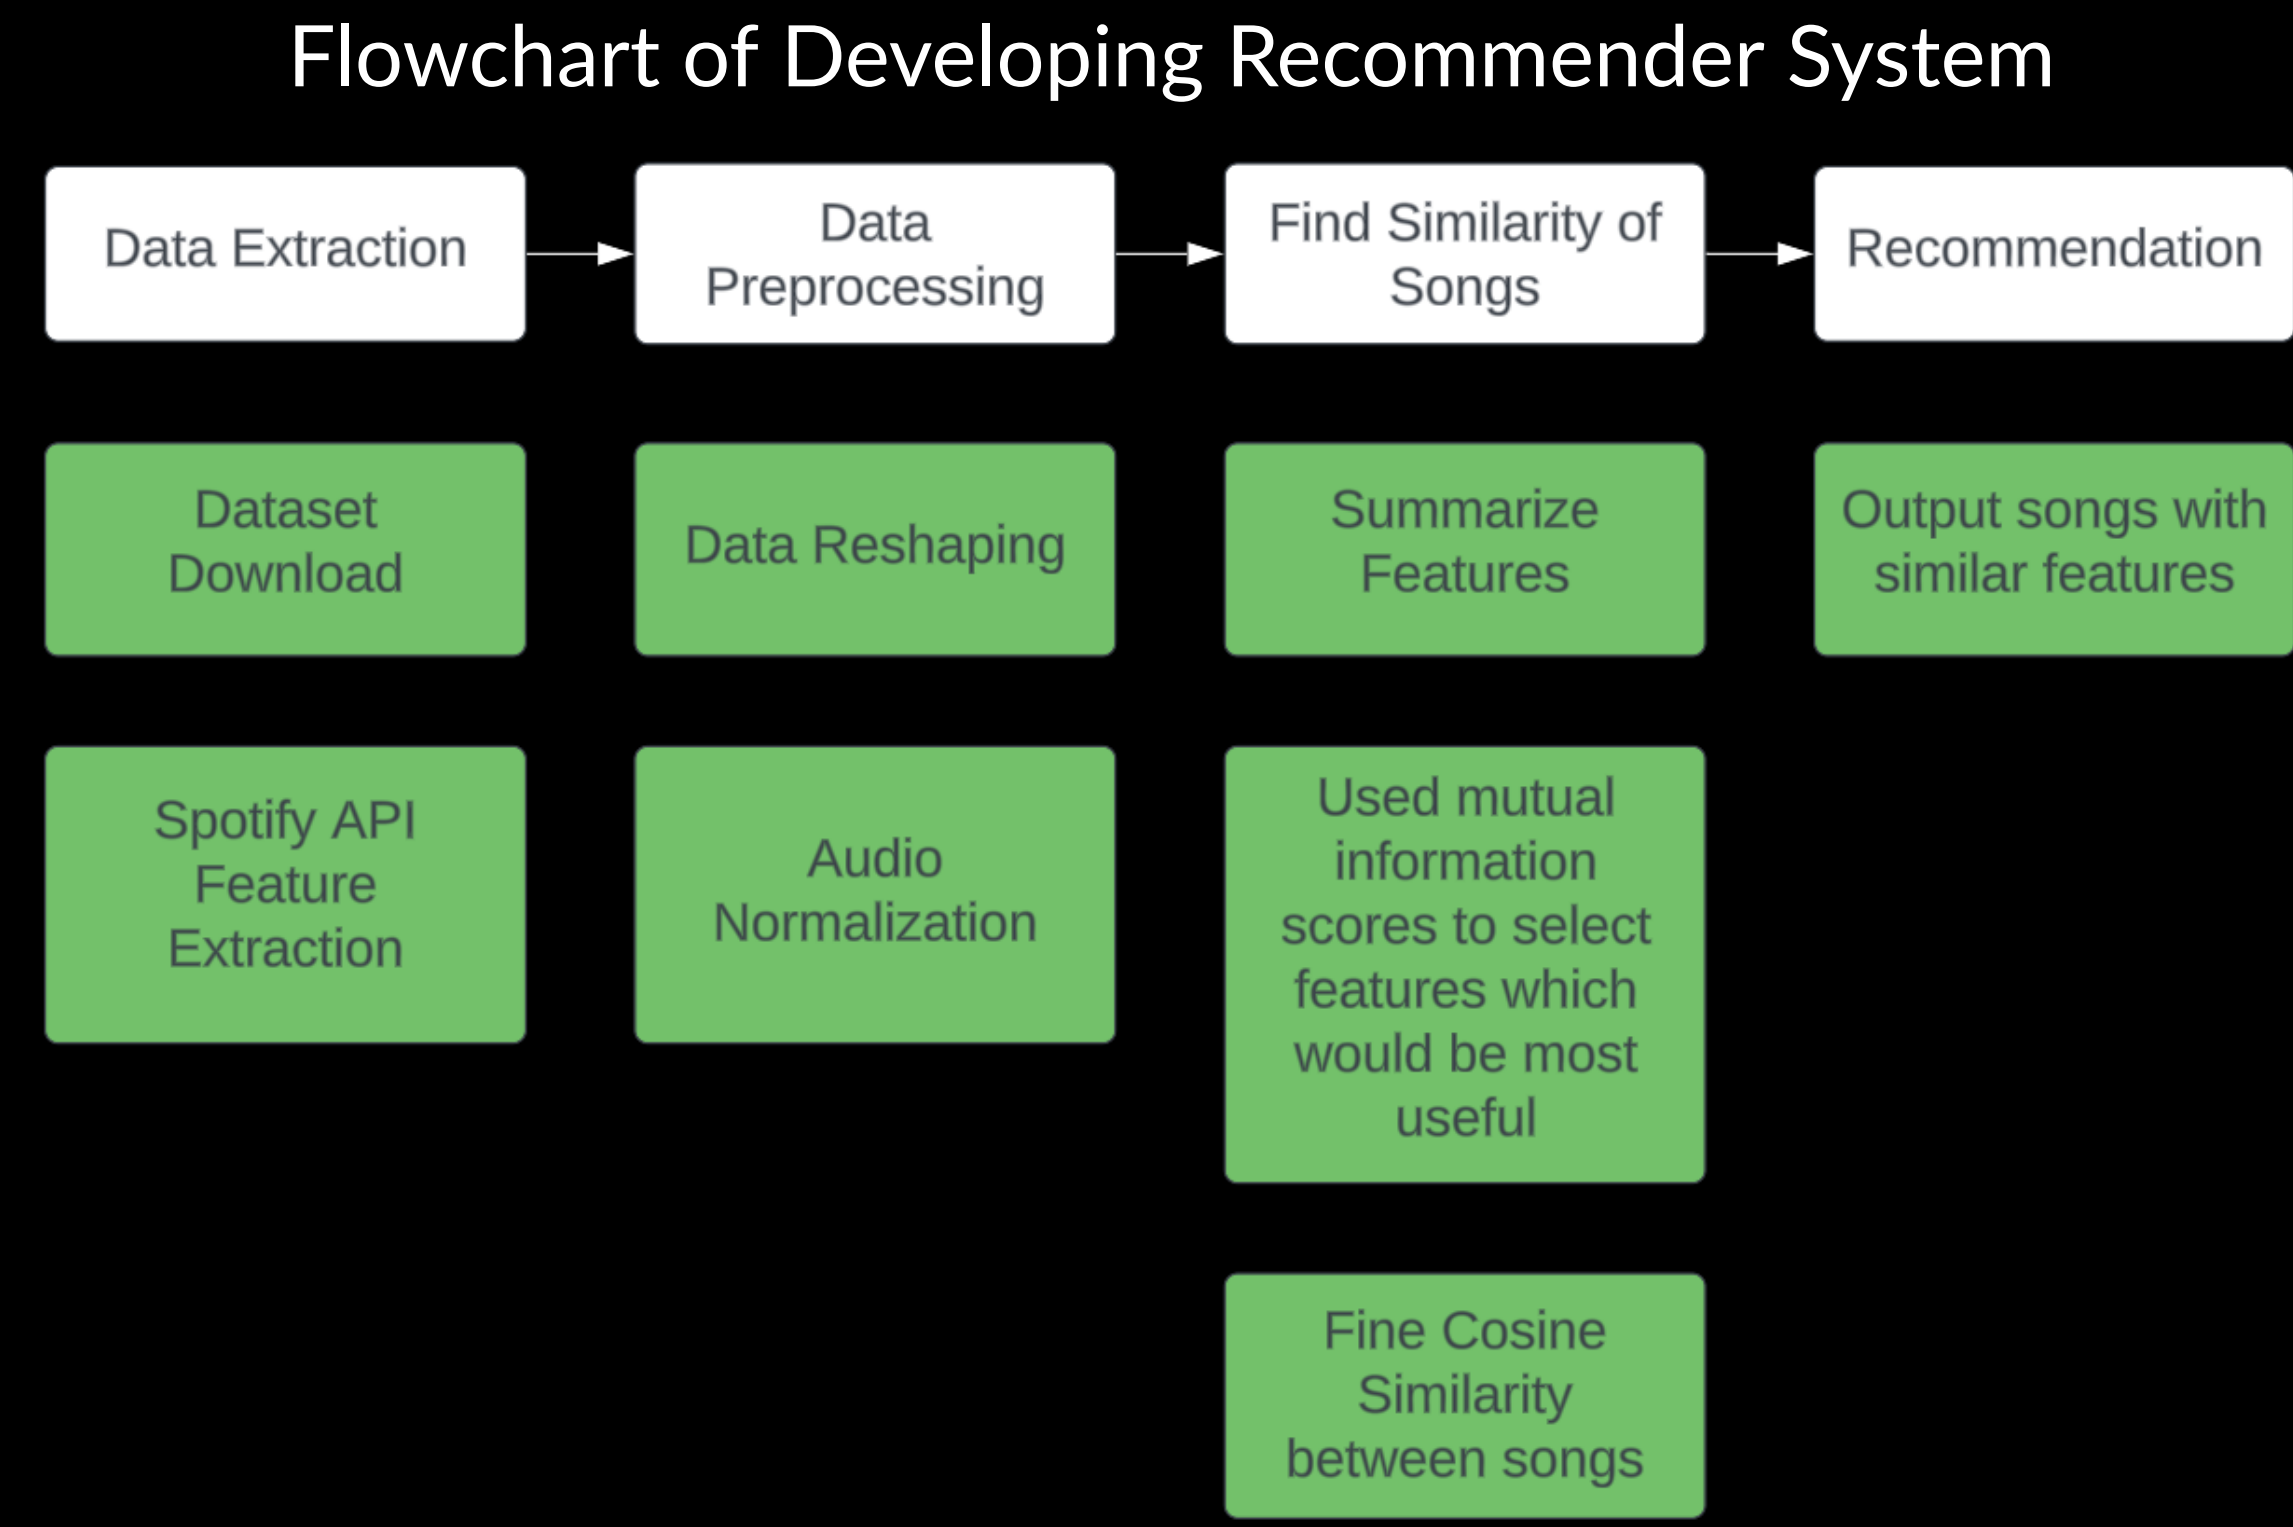 Flowchart of Developing Recommender System
Data Extraction
Data
Preprocessing
Find Similarity of
Songs
Recommendation
Dataset
Download
Data Reshaping
Summarize
Features
Output songs with
similar features
Spotify API
Feature
Extraction
Audio
Normalization
Used mutual
information
scores to select
features which
would be most
useful
Fine Cosine
Similarity
between songs